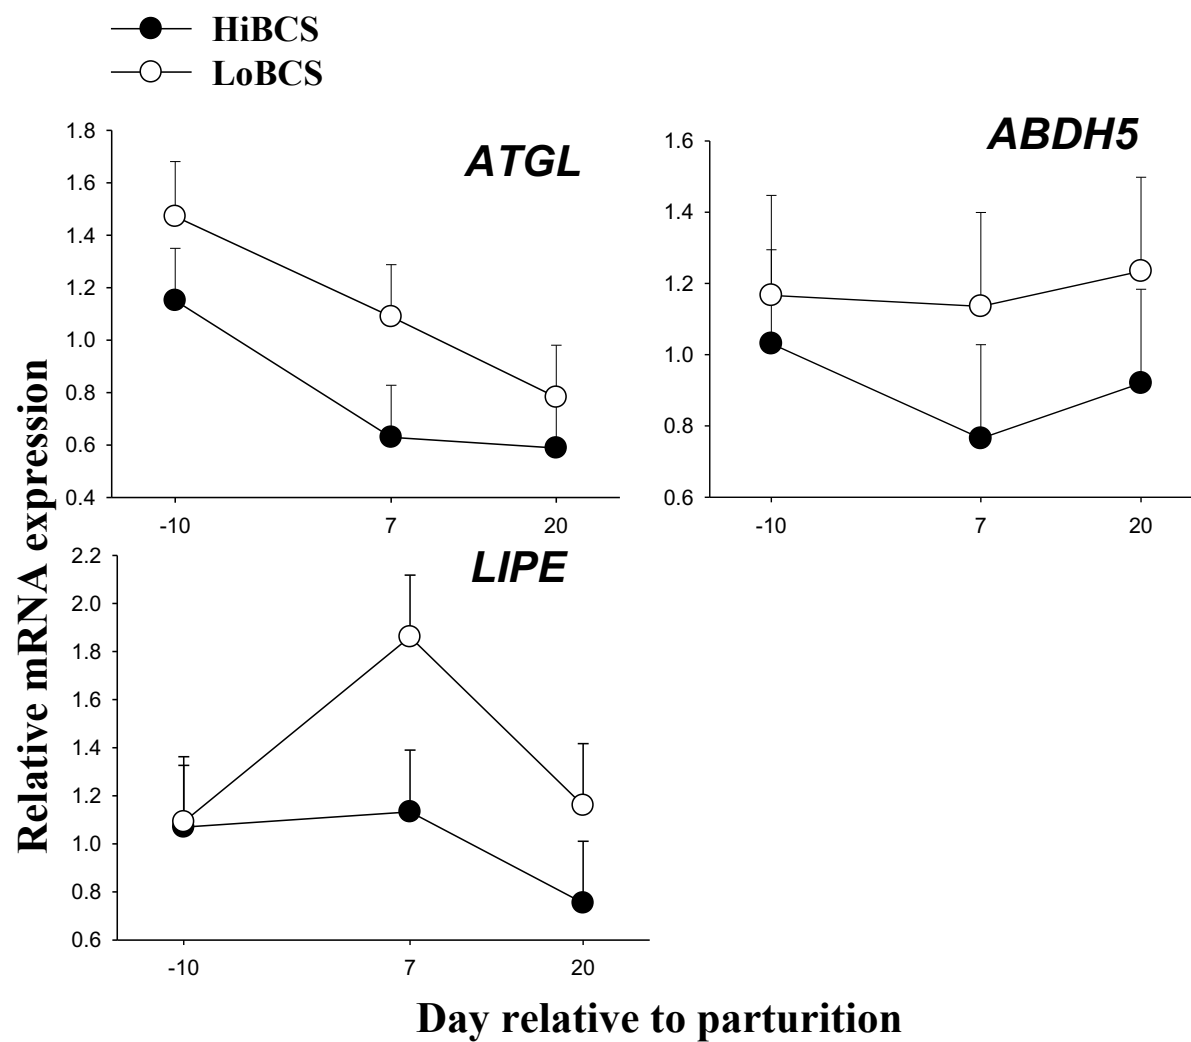 HiBCS
LoBCS
ATGL
1.8
1.6
1.4
1.2
1.0
0.8
0.6
0.4
-10 7 20
ABDH5
1.6
1.4
1.2
1.0
0.8
0.6
-10 7 20
LIPE
2.2
2.0
1.8
1.6
1.4
1.2
1.0
0.8
0.6
-10 7 20
Relative mRNA expression
Day relative to parturition